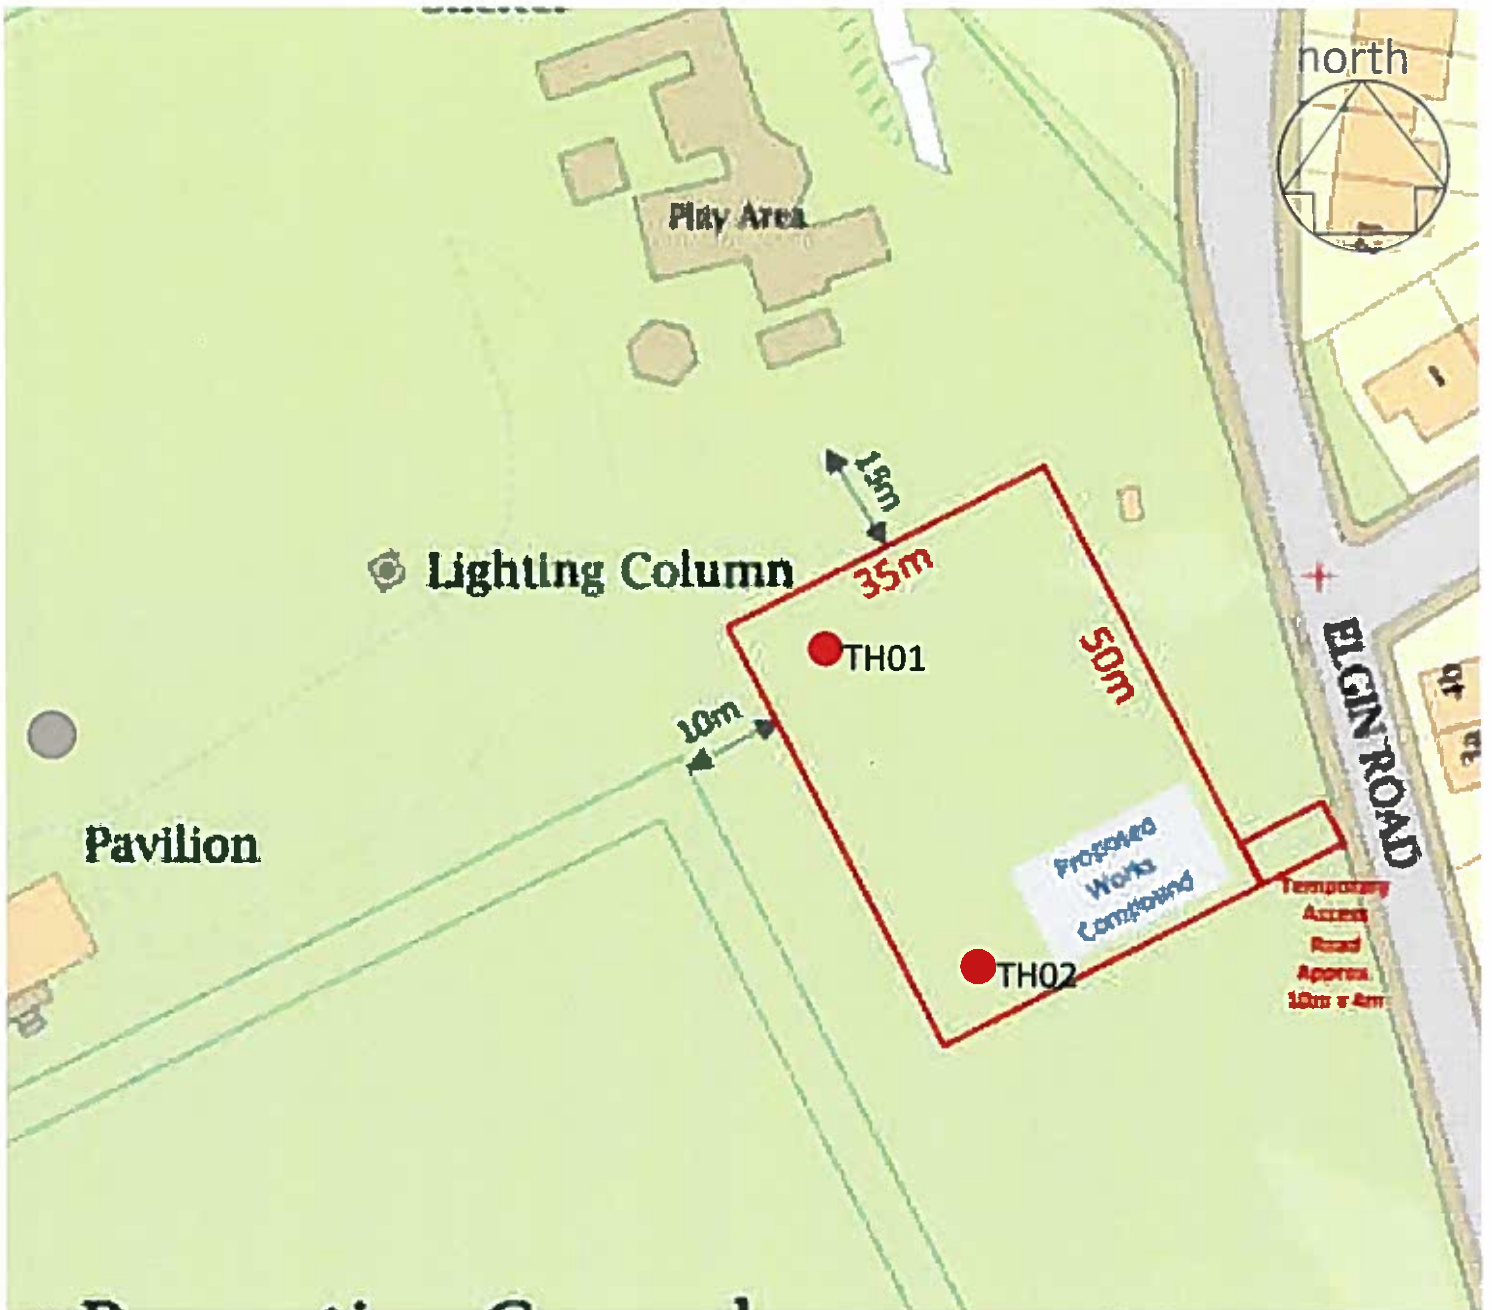 north
Play Area
Lighting Column
35m
TH01
50m
10m
ELGIN ROAD
Proposed
Works
Compound
Pavilion
TH02
Temporary
Access
Road
Approx.
10m x 4m